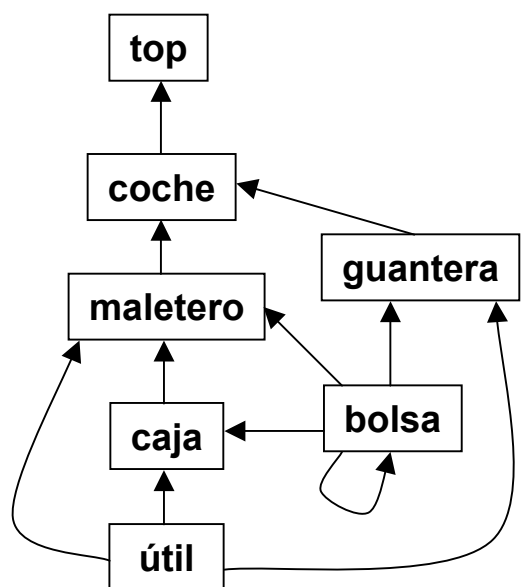 top
coche
guantera
maletero
bolsa
caja
útil